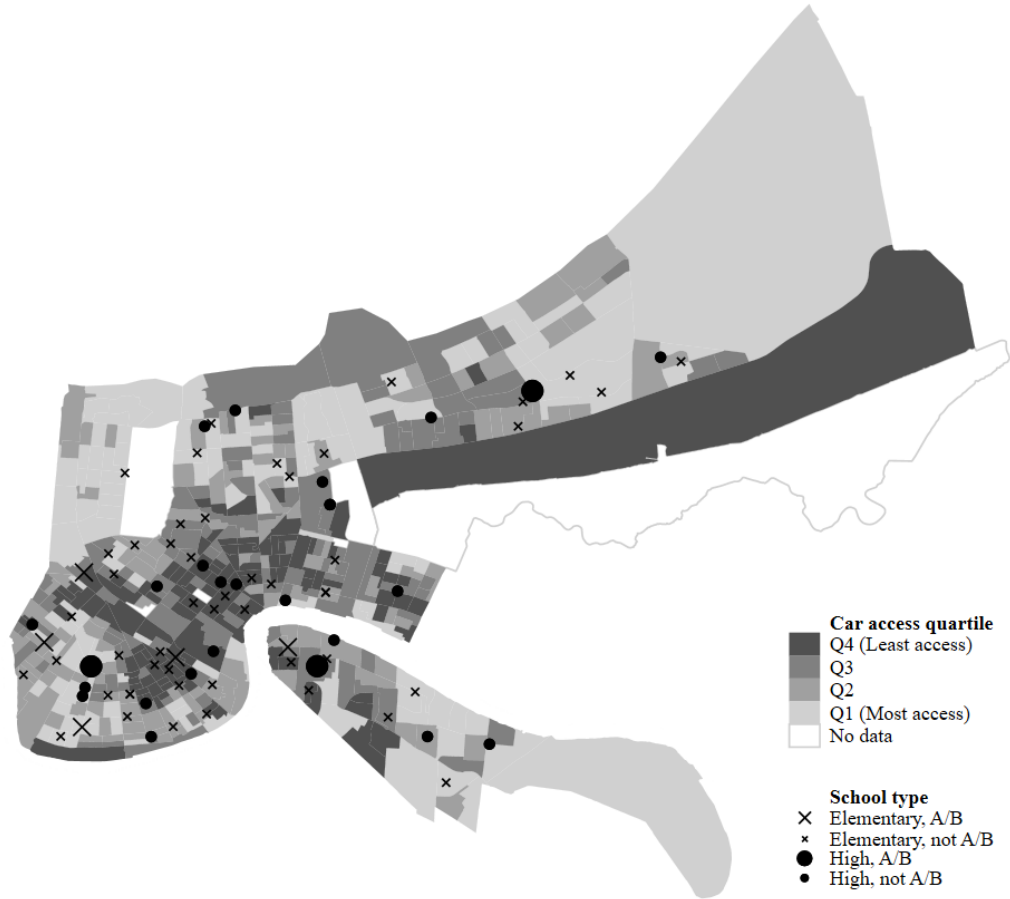 Car access quartile
Q4 (Least access)
Q3
Q2
Q1 (Most access)
No data
School type
Elementary, A/B
Elementary, not A/B
High, A/B
High, not A/B